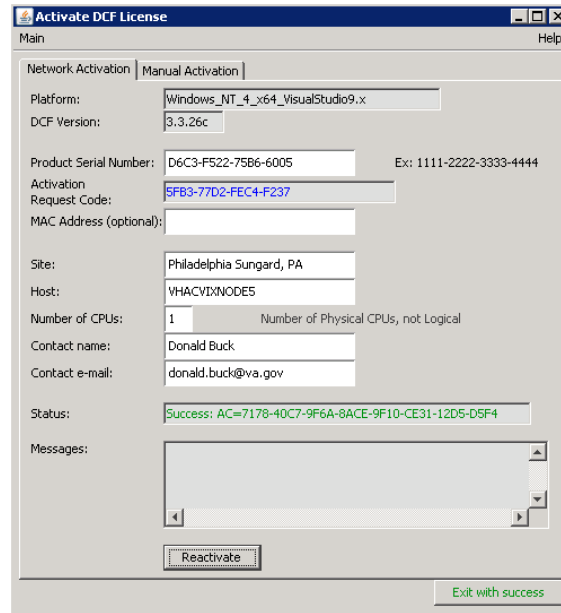 Activate DCF License
Main Help
Network Activation Manual Activation
Platform: Windows_NT_4_x64_VisualStudio9.x
DCF Version: 3.3.26c
Product Serial Number: D6C3-F522-75B6-6005 Ex: 1111-2222-3333-4444
Activation
Request Code: 5FB3-77D2-FEC4-F237
MAC Address (optional):
Site: Philadelphia Sungard, PA
Host: VHACVIXNODE5
Number of CPUs: 1 Number of Physical CPUs, not Logical
Contact name: Donald Buck
Contact e-mail: donald.buck@va.gov
Status: Success: AC=7178-40C7-9F6A-8ACE-9F10-CE31-12D5-D5F4
Messages:
Reactivate
Exit with success